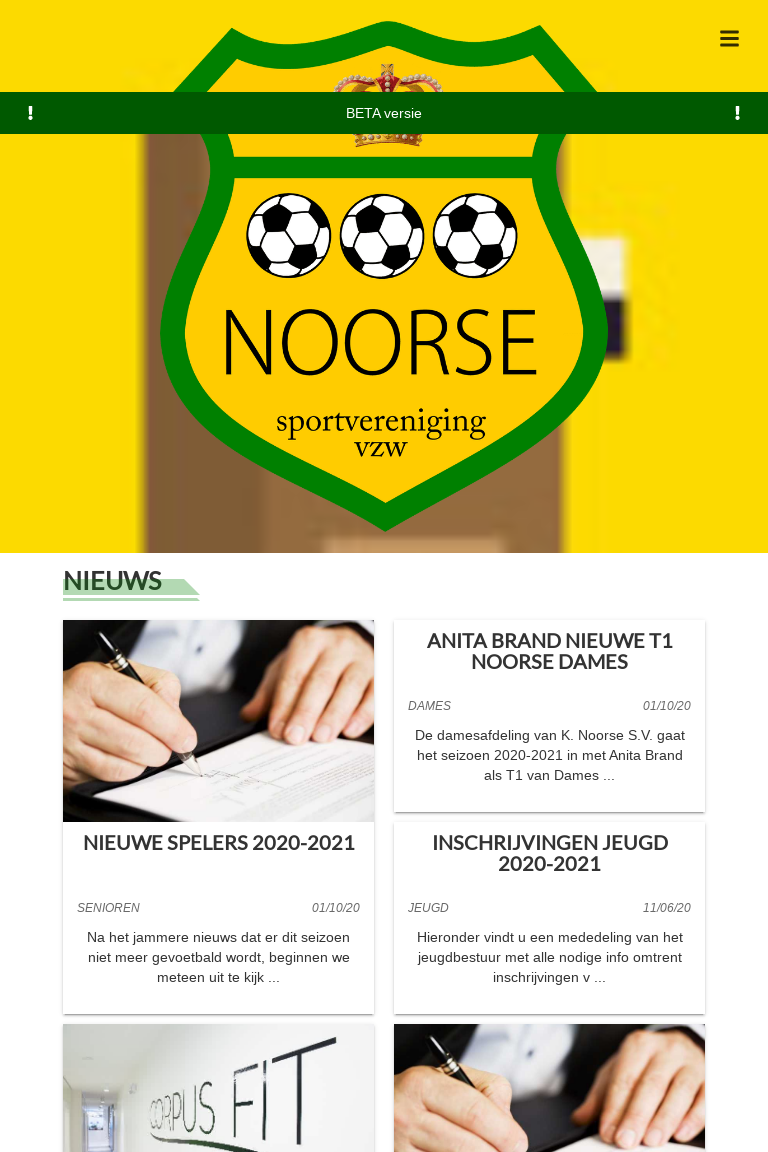 BETA versie
NOORSE
sportvereniging
vzw
NIEUWS
NIEUWE SPELERS 2020-2021
SENIOREN 01/10/20
Na het jammere nieuws dat er dit seizoen
niet meer gevoetbald wordt, beginnen we
meteen uit te kijk ...
ANITA BRAND NIEUWE T1
NOORSE DAMES
DAMES 01/10/20
De damesafdeling van K. Noorse S.V. gaat
het seizoen 2020-2021 in met Anita Brand
als T1 van Dames ...
INSCHRIJVINGEN JEUGD
2020-2021
JEUGD 11/06/20
Hieronder vindt u een mededeling van het
jeugdbestuur met alle nodige info omtrent
inschrijvingen v ...
CORPUS FIT